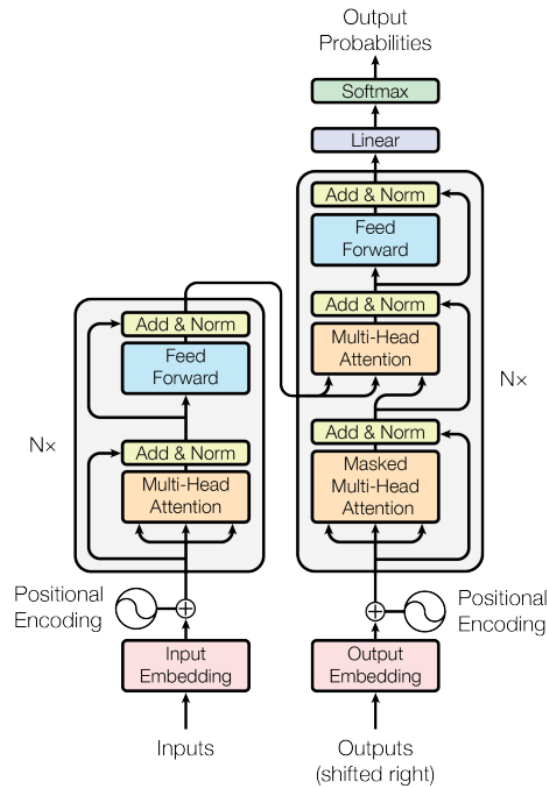 Output
Probabilities
Softmax
Linear
Add & Norm
Feed
Forward
Add & Norm
Multi-Head
Attention
Add & Norm
Masked
Multi-Head
Attention
N×
Add & Norm
Feed
Forward
Add & Norm
Multi-Head
Attention
N×
Positional
Encoding
Positional
Encoding
Input
Embedding
Output
Embedding
Inputs
Outputs
(shifted right)